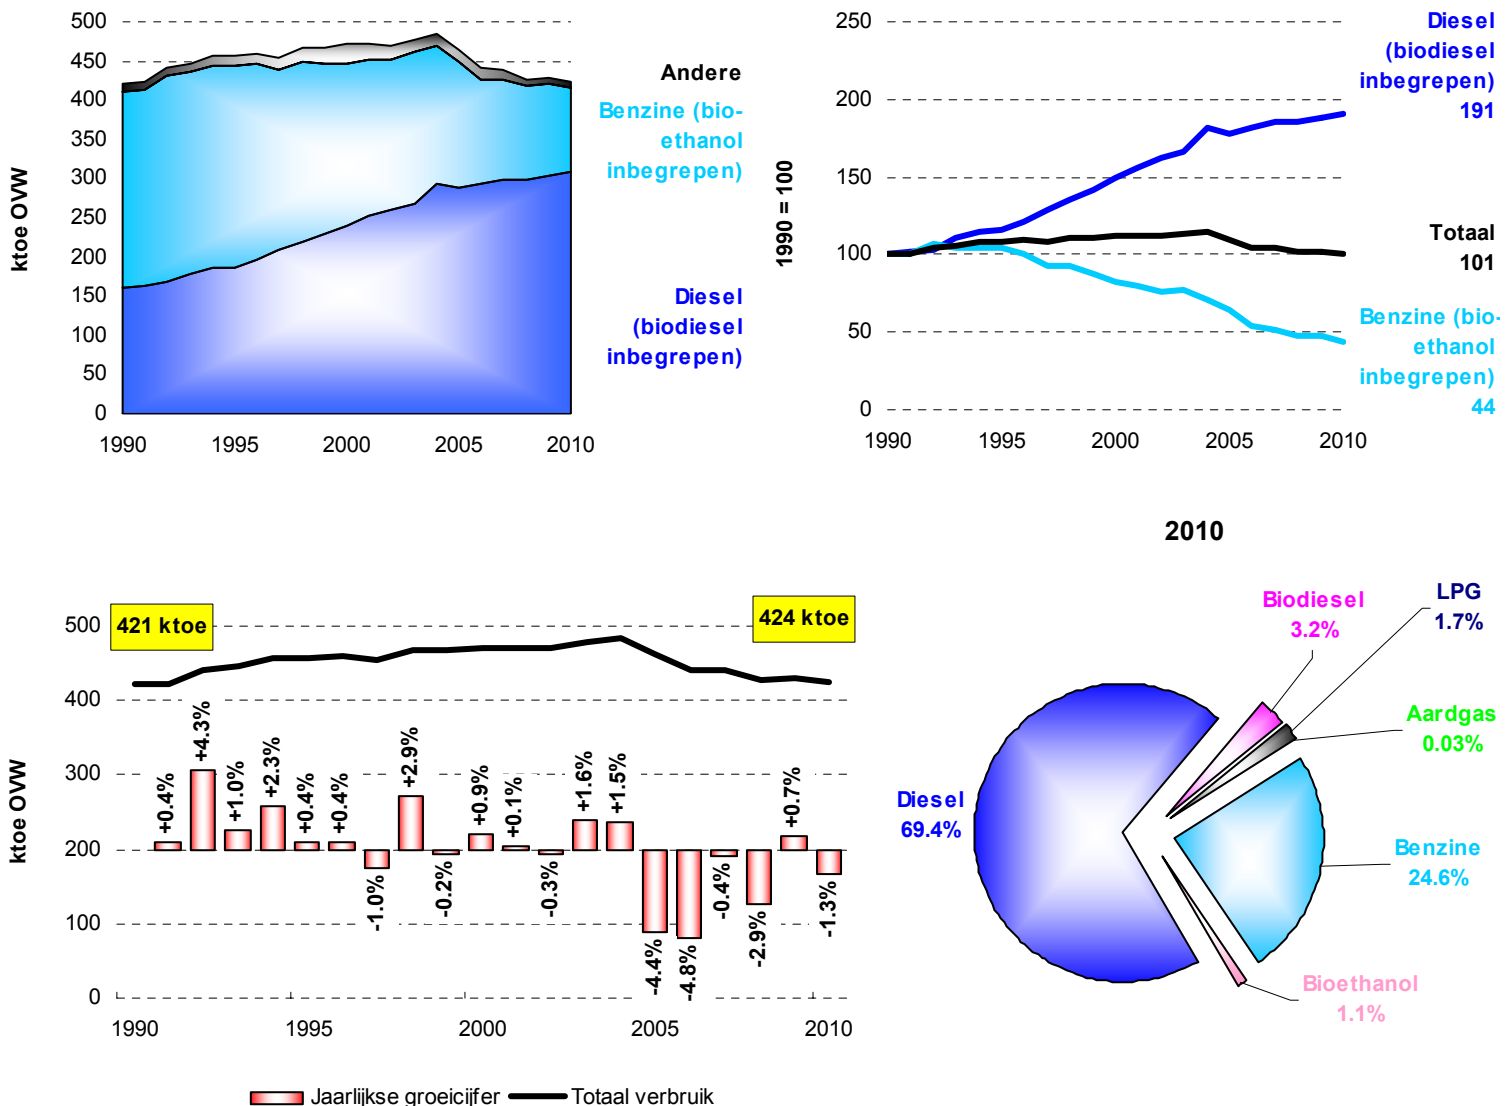 500
450
400
350
300
250
200
150
100
50
0
ktoe OVW
1990
1995
2000
2005
2010
Andere
Benzine (bio-
ethanol
inbegrepen)
Diesel
(biodiesel
inbegrepen)
250
200
150
100
50
0
1990 = 100
1990
1995
2000
2005
2010
Diesel
(biodiesel
inbegrepen)
191
Totaal
101
Benzine (bio-
ethanol
inbegrepen)
44
500
400
300
200
100
0
ktoe OVW
421 ktoe
424 ktoe
+0.4%
+4.3%
+1.0%
+2.3%
+0.4%
+0.4%
-1.0%
+2.9%
-0.2%
+0.9%
+0.1%
-0.3%
+1.6%
+1.5%
-4.4%
-4.8%
-0.4%
-2.9%
+0.7%
-1.3%
1990
1995
2000
2005
2010
Jaarlijkse groeicijfer
Totaal verbruik
2010
Biodiesel
3.2%
LPG
1.7%
Aardgas
0.03%
Diesel
69.4%
Benzine
24.6%
Bioethanol
1.1%